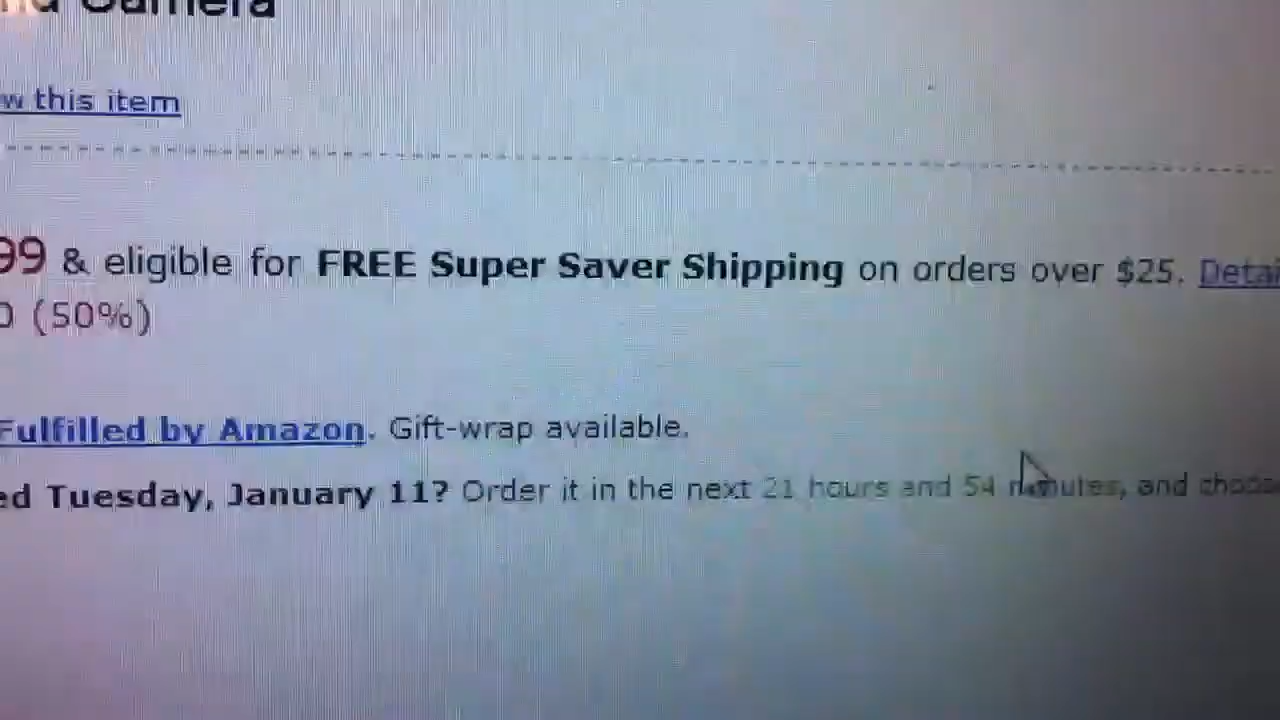 w this item
99 & eligible for FREE Super Saver Shipping on orders over $25. Detai
(50%)
Fulfilled by Amazon. Gift-wrap available.
ed Tuesday, January 11? Order it in the next 21 hours and 54 minutes, and choose